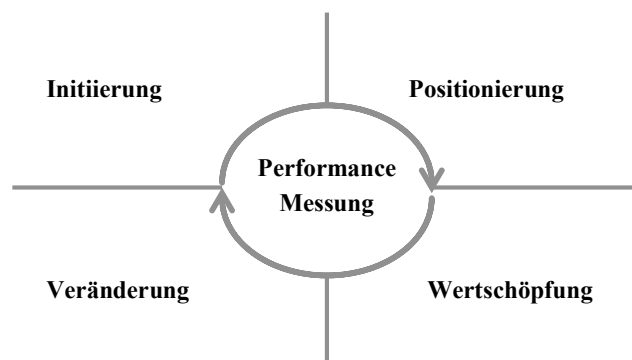 Initiierung
Positionierung
Performance
Messung
Veränderung
Wertschöpfung